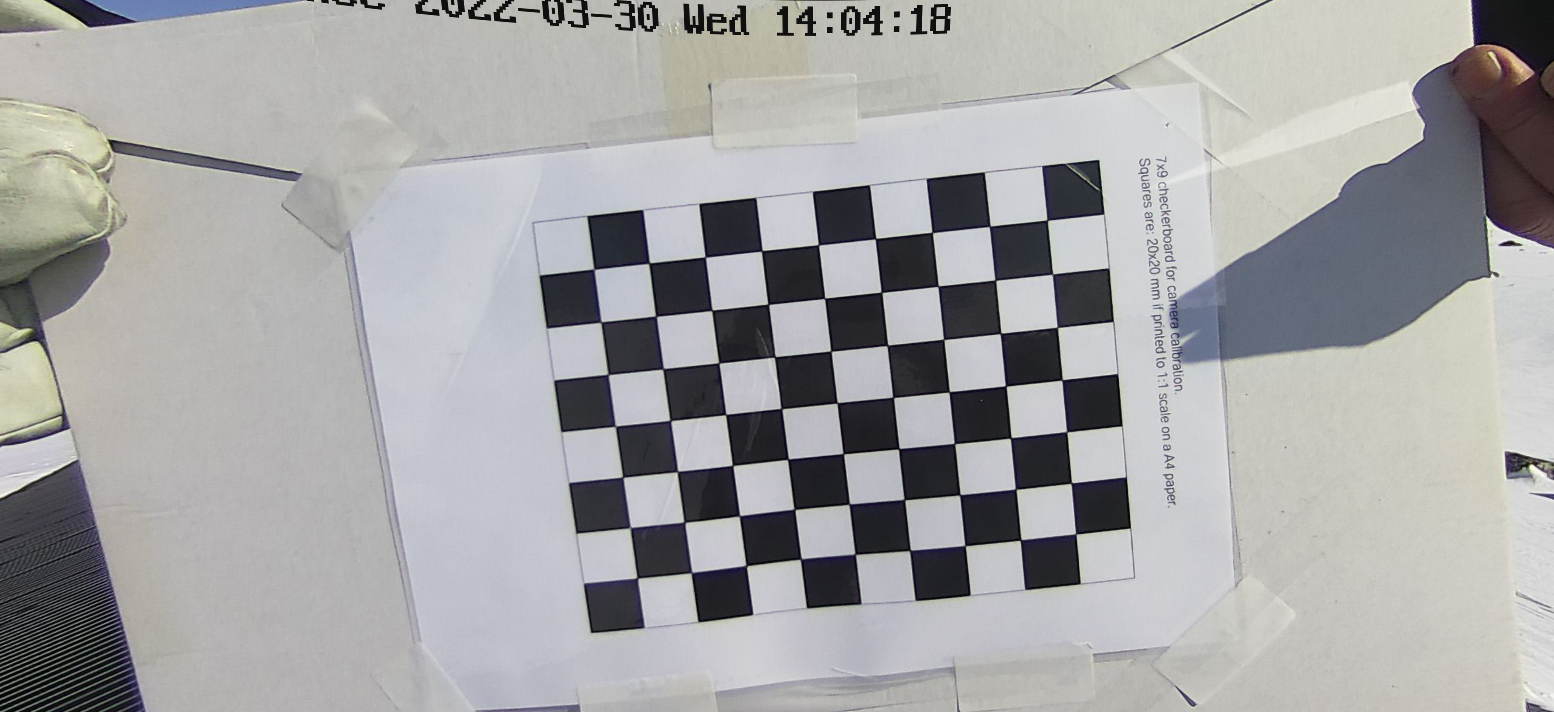 2022-03-30 Wed 14:04:18
7x9 checkerboard for camera calibration.
Squares are: 20x20 mm if printed to 1:1 scale on a A4 paper.